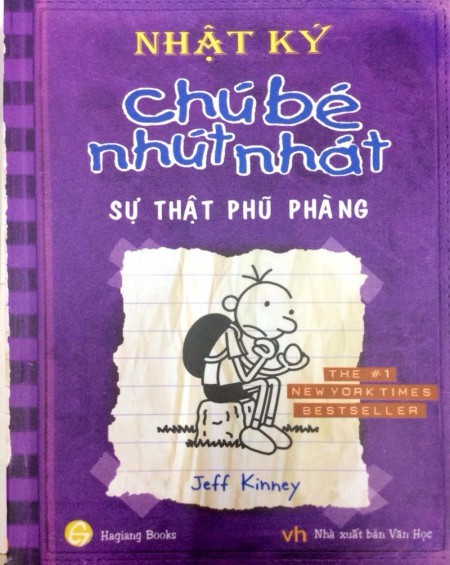 NHẬT KÝ
chú bé
nhút nhát
SỰ THẬT PHŨ PHÀNG
THE #1
NEW YORK TIMES
BESTSELLER
Jeff Kinney
Hagiang Books
vh Nhà xuất bản Văn Học